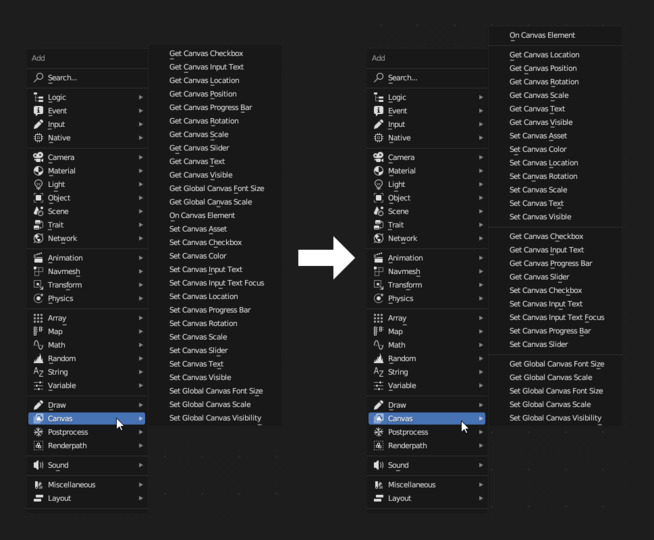 Add
Search...
Logic
Event
Input
Native
Camera
Material
Light
Object
Scene
Trait
Network
Animation
Navmesh
Transform
Physics
Array
Map
Math
Random
String
Variable
Draw
Canvas
Postprocess
Renderpath
Sound
Miscellaneous
Layout
Get Canvas Checkbox
Get Canvas Input Text
Get Canvas Location
Get Canvas Position
Get Canvas Progress Bar
Get Canvas Rotation
Get Canvas Scale
Get Canvas Slider
Get Canvas Text
Get Canvas Visible
Get Global Canvas Font Size
Get Global Canvas Scale
On Canvas Element
Set Canvas Asset
Set Canvas Checkbox
Set Canvas Color
Set Canvas Input Text
Set Canvas Input Text Focus
Set Canvas Location
Set Canvas Progress Bar
Set Canvas Rotation
Set Canvas Scale
Set Canvas Slider
Set Canvas Text
Set Canvas Visible
Set Global Canvas Font Size
Set Global Canvas Scale
Set Global Canvas Visibility
Add
Search...
Logic
Event
Input
Native
Camera
Material
Light
Object
Scene
Trait
Network
Animation
Navmesh
Transform
Physics
Array
Map
Math
Random
String
Variable
Draw
Canvas
Postprocess
Renderpath
Sound
Miscellaneous
Layout
On Canvas Element
Get Canvas Location
Get Canvas Position
Get Canvas Rotation
Get Canvas Scale
Get Canvas Text
Get Canvas Visible
Set Canvas Asset
Set Canvas Color
Set Canvas Location
Set Canvas Rotation
Set Canvas Scale
Set Canvas Text
Set Canvas Visible
Get Canvas Checkbox
Get Canvas Input Text
Get Canvas Progress Bar
Get Canvas Slider
Set Canvas Checkbox
Set Canvas Input Text
Set Canvas Input Text Focus
Set Canvas Progress Bar
Set Canvas Slider
Get Global Canvas Font Size
Get Global Canvas Scale
Set Global Canvas Font Size
Set Global Canvas Scale
Set Global Canvas Visibility